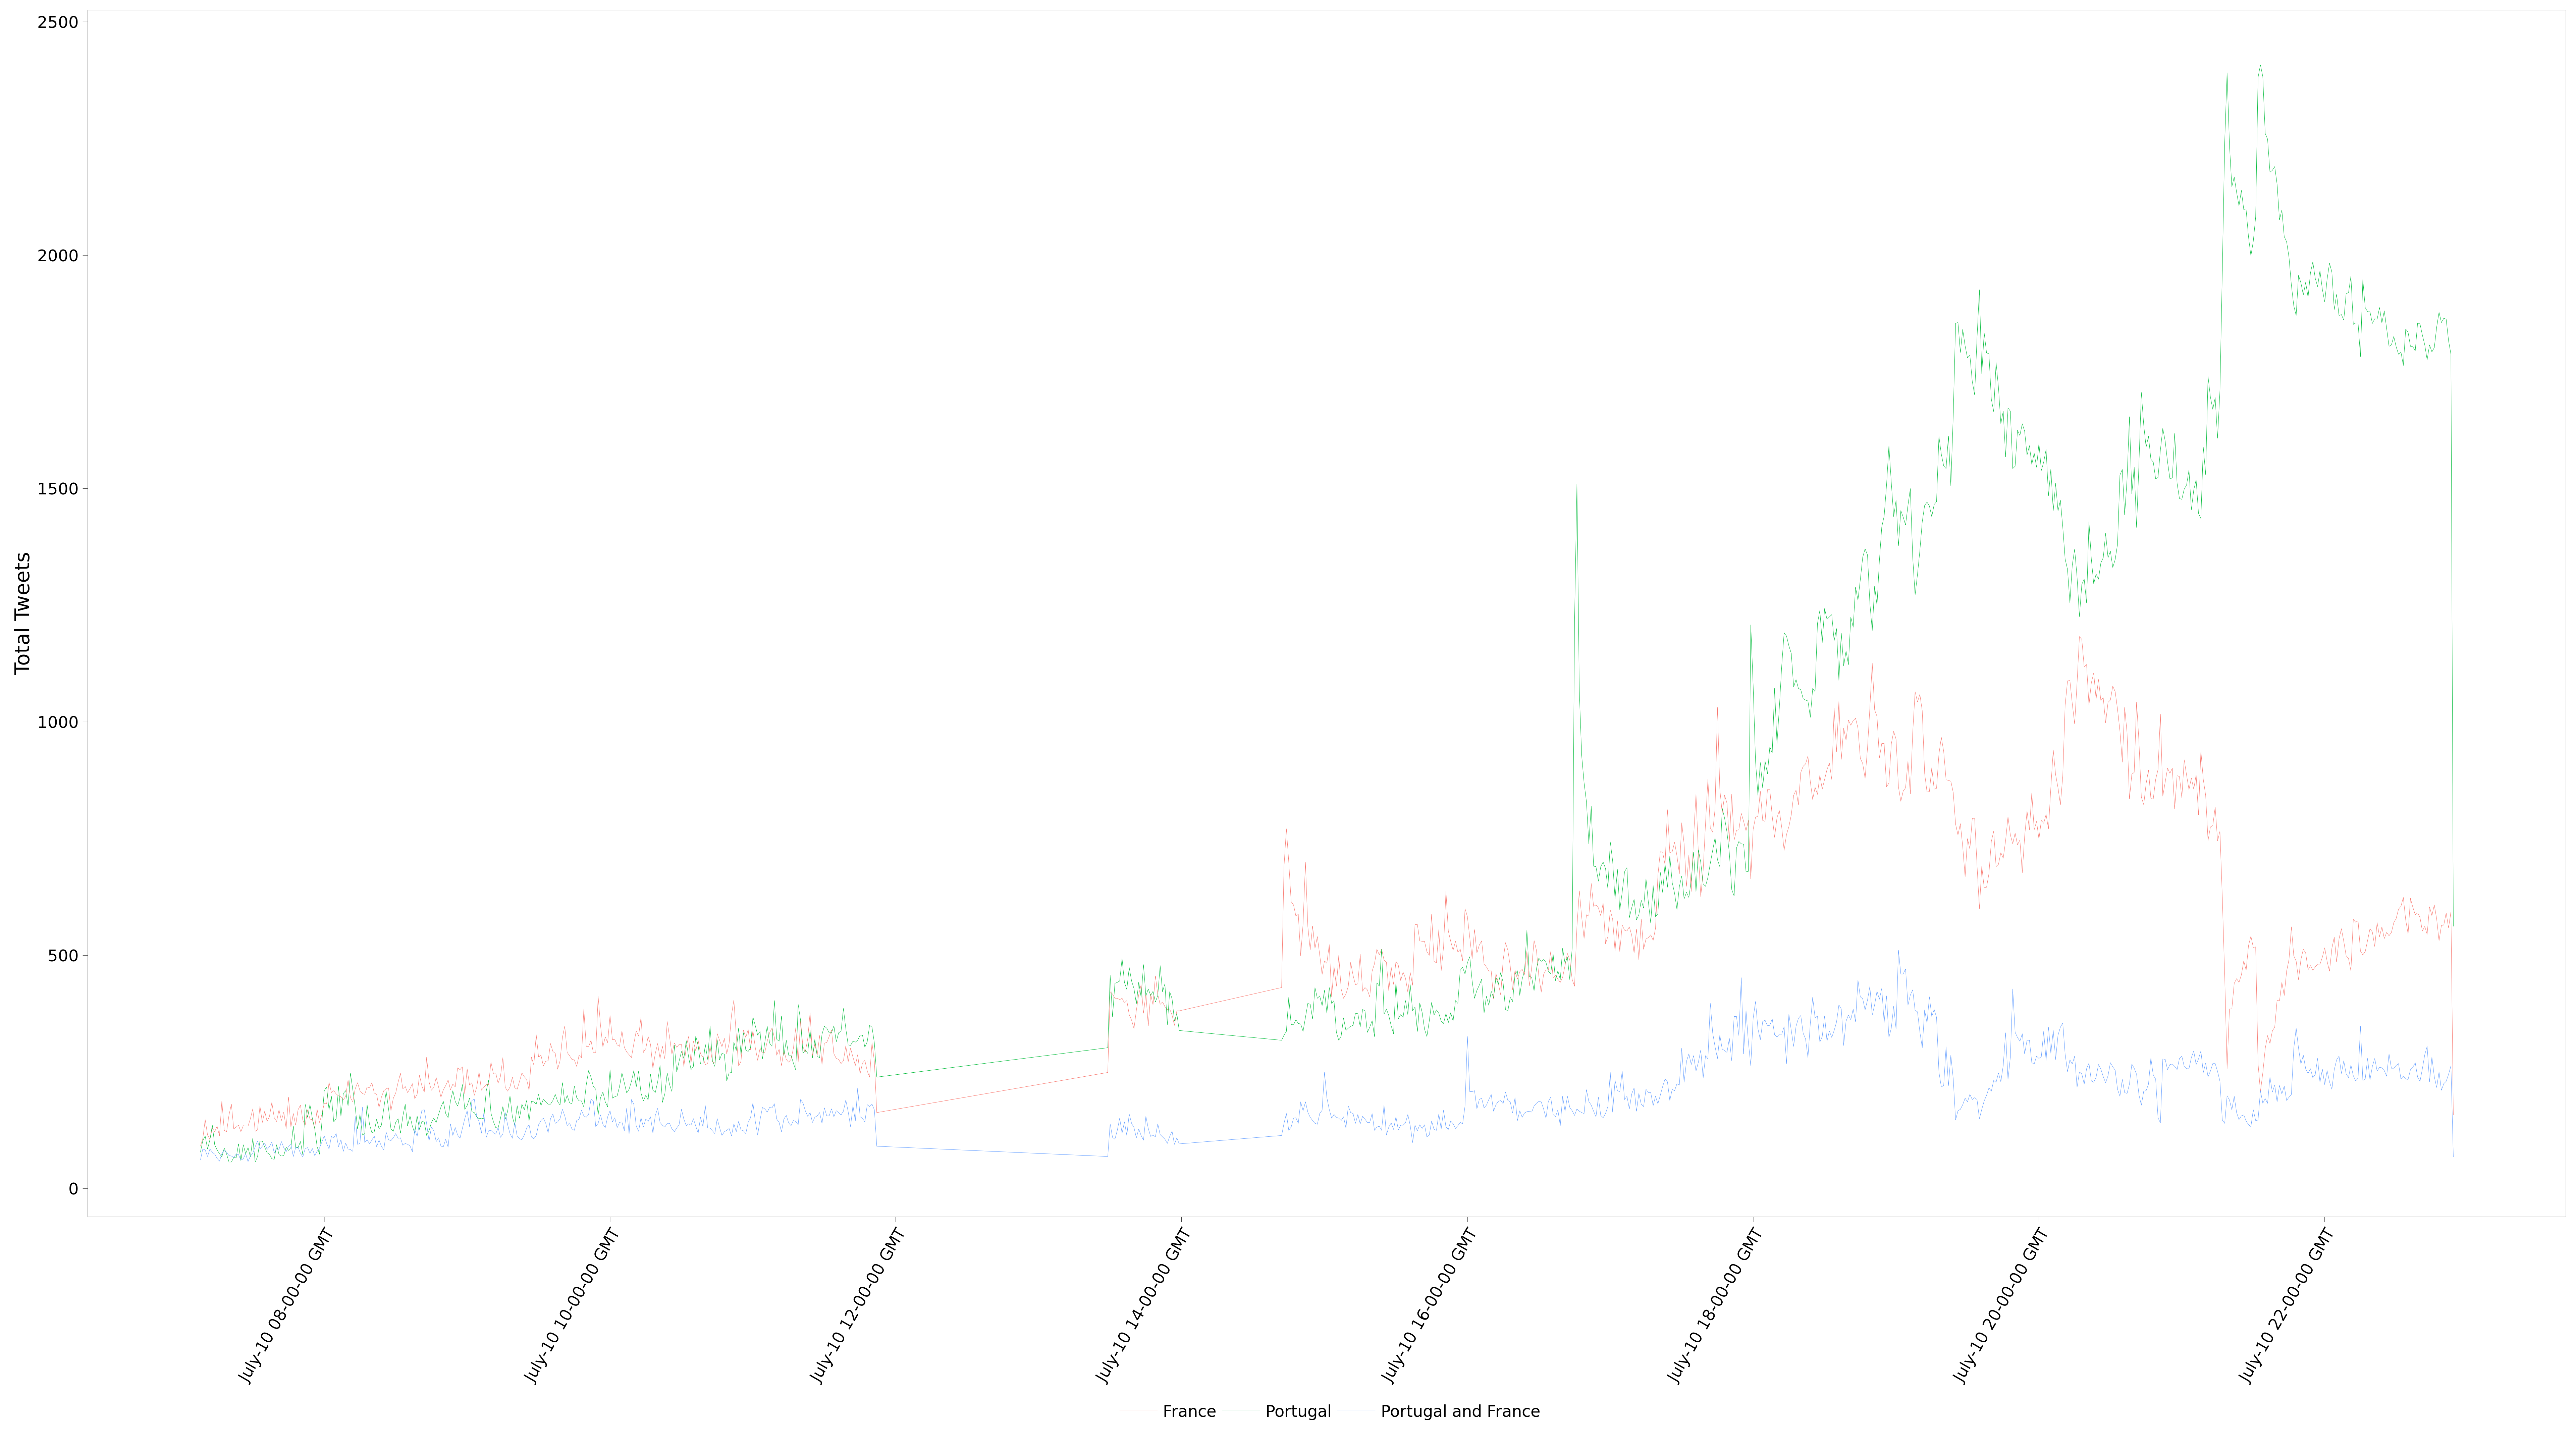 2500
2000
1500
1000
500
0
Total Tweets
July-10 08-00-00 GMT
July-10 10-00-00 GMT
July-10 12-00-00 GMT
July-10 14-00-00 GMT
July-10 16-00-00 GMT
July-10 18-00-00 GMT
July-10 20-00-00 GMT
July-10 22-00-00 GMT
France Portugal Portugal and France